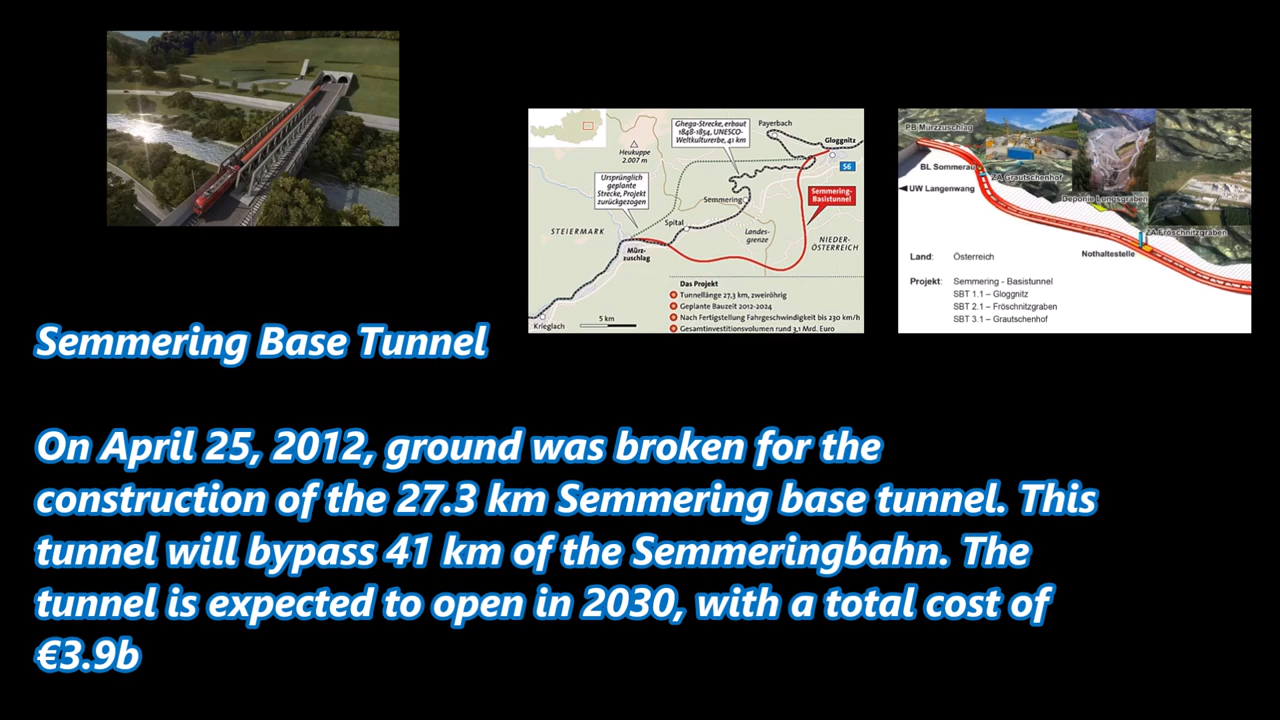 Heukuppe
2.007 m
Ghega-Strecke, erbaut
1848-1854, UNESCO-
Weltkulturerbe, 41 km
Payerbach
Gloggnitz
S6
Ursprünglich
geplante
Strecke, Projekt
zurückgezogen
Semmering-
Basistunnel
Semmering
Spital
STEIERMARK
Landes-
grenze
NIEDER-
ÖSTERREICH
Mürz-
zuschlag
Krieglach
5 km
Das Projekt
Tunnellänge 27,3 km, zweiröhrig
Geplante Bauzeit 2012-2024
Nach Fertigstellung Fahrgeschwindigkeit bis 230 km/h
Gesamtinvestitionsvolumen rund 3,1 Mrd. Euro
PB Mürzzuschlag
BL Sommerau
ZA Grautschenhof
UW Langenwang
Deponie Longsgraben
ZA Fröschnitzgraben
Nothaltestelle
Land: Österreich
Projekt: Semmering - Basistunnel
SBT 1.1 – Gloggnitz
SBT 2.1 – Fröschnitzgraben
SBT 3.1 – Grautschenhof
Semmering Base Tunnel
On April 25, 2012, ground was broken for the
construction of the 27.3 km Semmering base tunnel. This
tunnel will bypass 41 km of the Semmeringbahn. The
tunnel is expected to open in 2030, with a total cost of
€3.9b